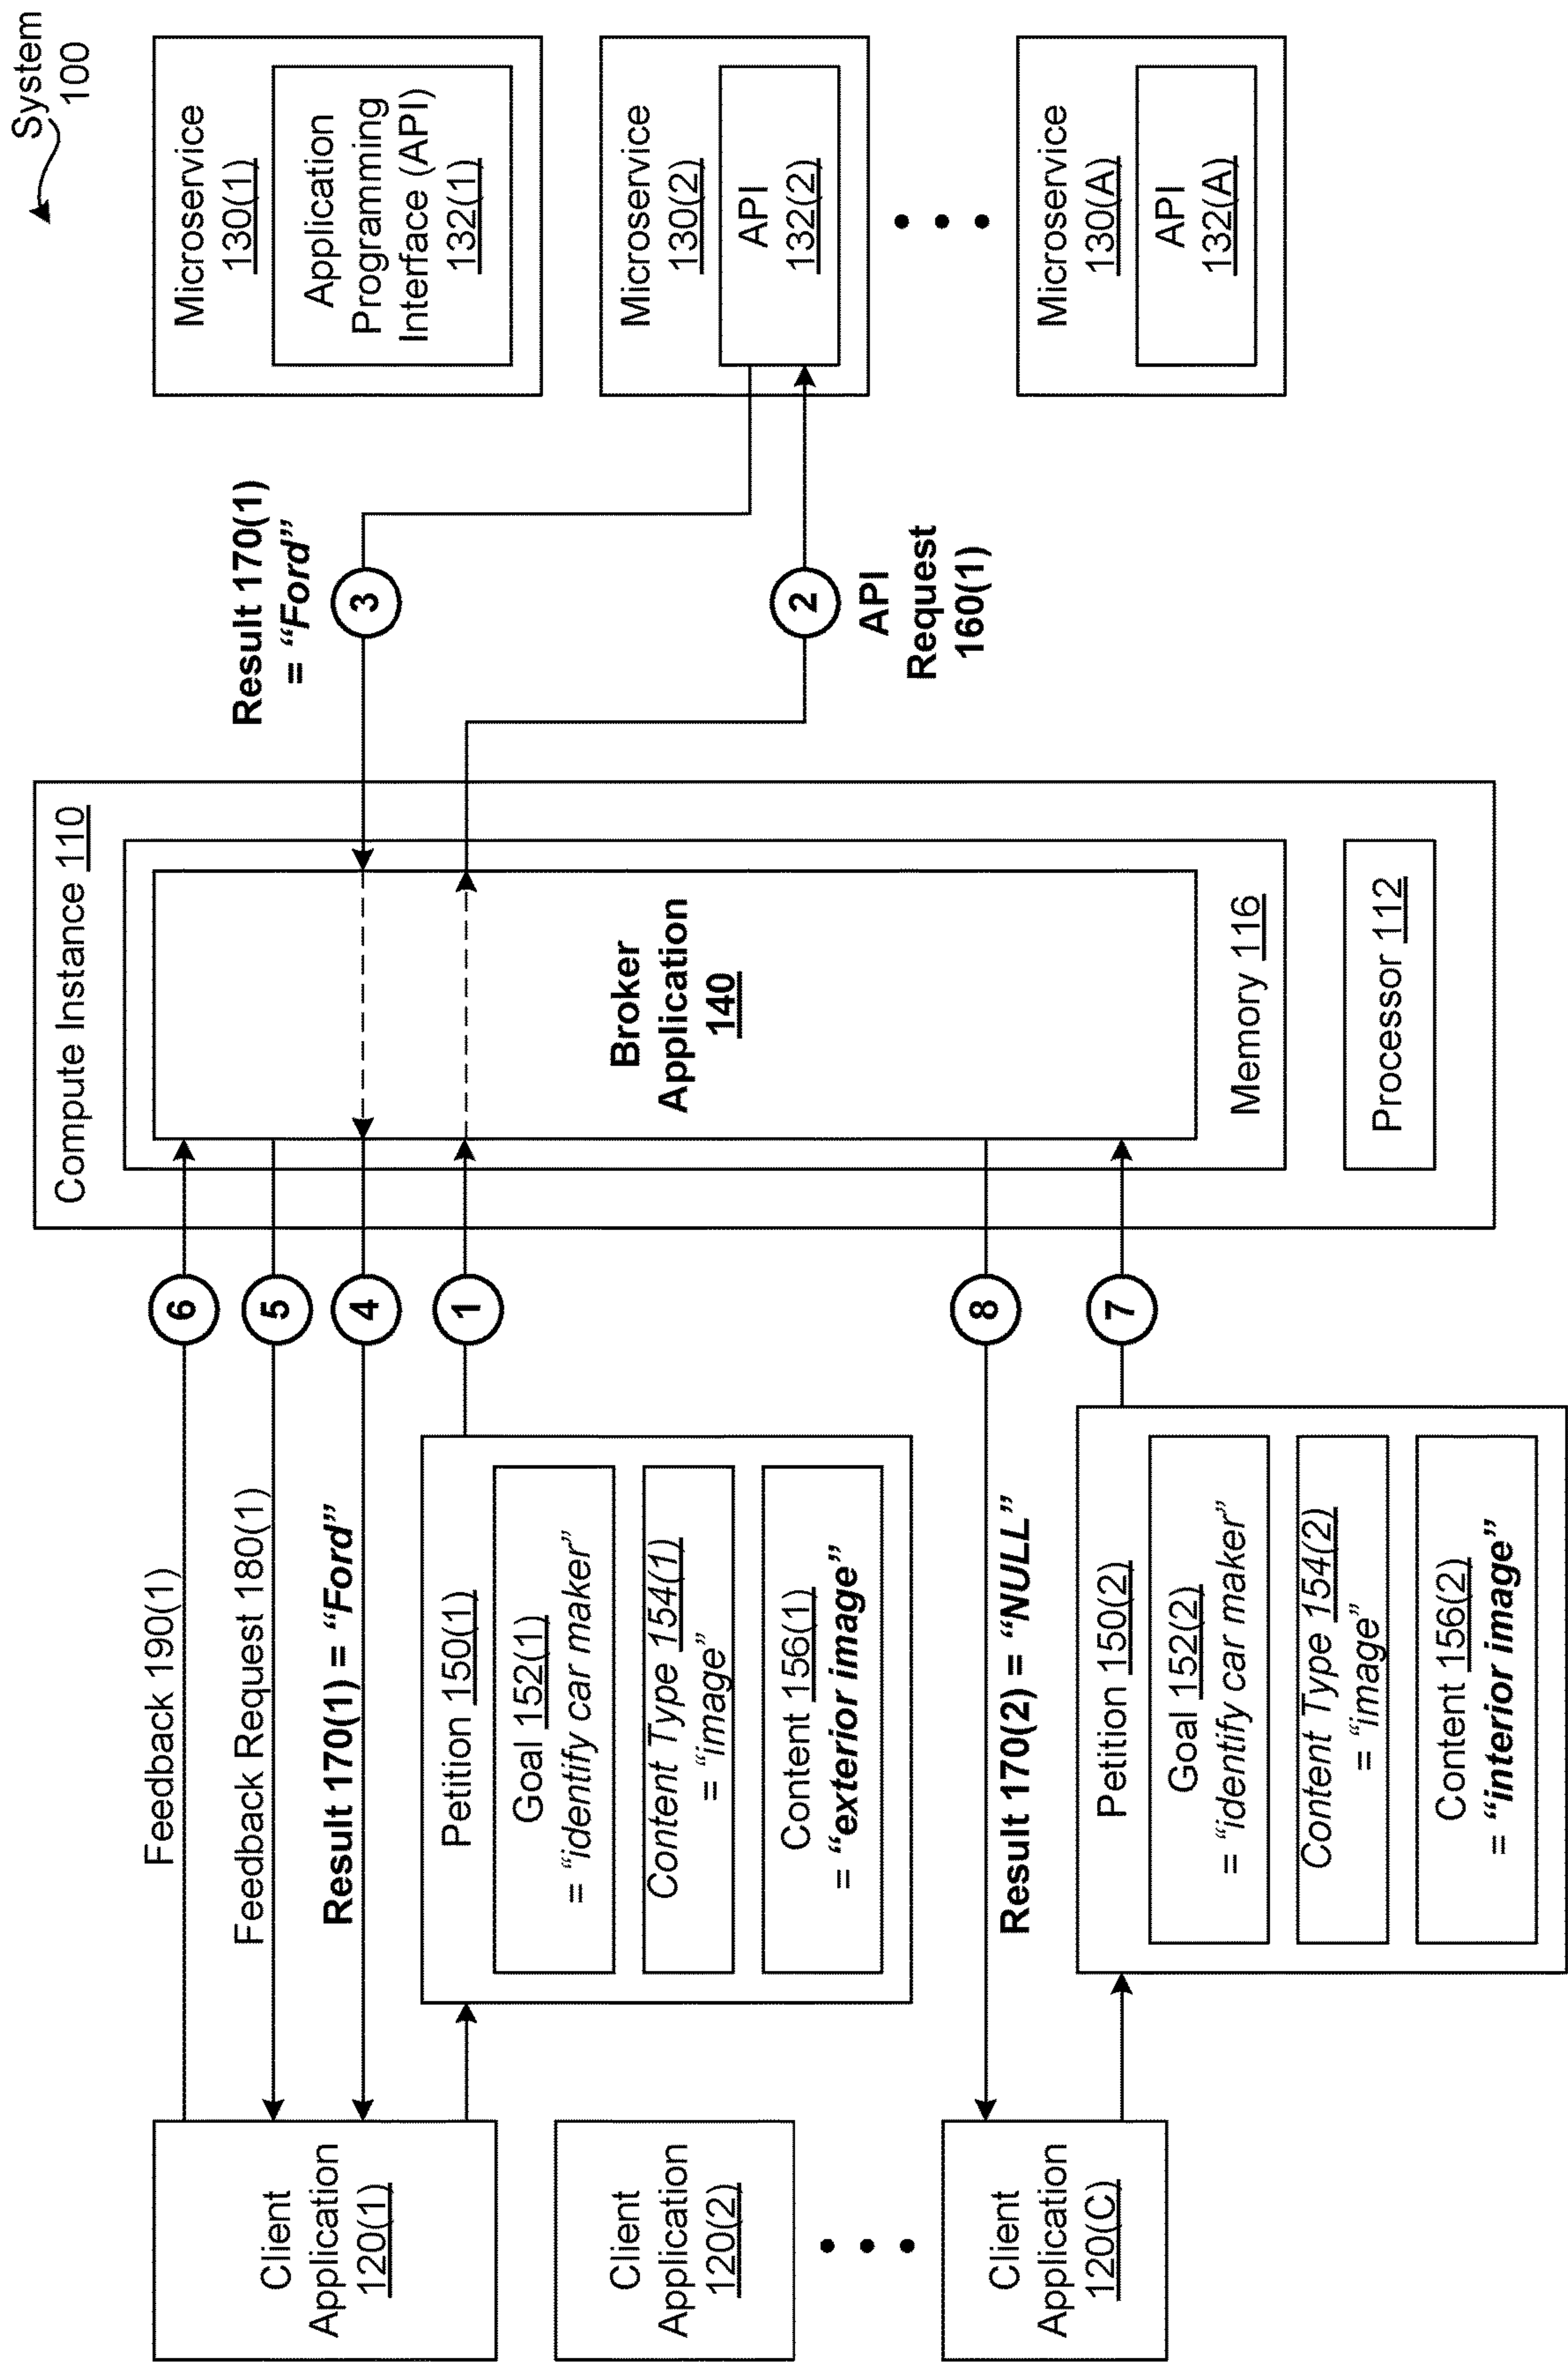 System
100
Client
Application
120(1)
Client
Application
120(2)
Client
Application
120(C)
Feedback 190(1)
Feedback Request 180(1)
Result 170(1) = “Ford”
Petition 150(1)
Goal 152(1)
= “identify car maker”
Content Type 154(1)
= “image”
Content 156(1)
= “exterior image”
Result 170(2) = “NULL”
Petition 150(2)
Goal 152(2)
= “identify car maker”
Content Type 154(2)
= “image”
Content 156(2)
= “interior image”
6
5
4
1
8
7
Compute Instance 110
Broker
Application
140
Memory 116
Processor 112
Result 170(1)
= “Ford”
3
2
API
Request
160(1)
Microservice
130(1)
Application
Programming
Interface (API)
132(1)
Microservice
130(2)
API
132(2)
Microservice
130(A)
API
132(A)